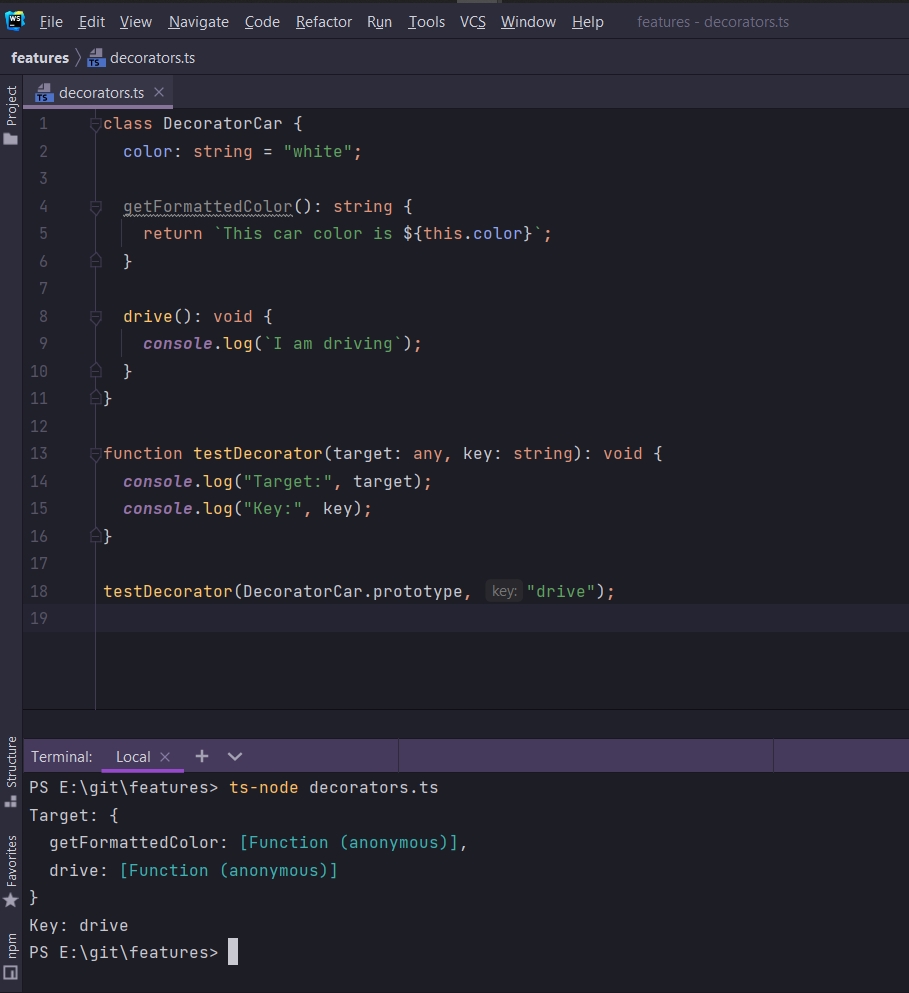 WS File Edit View Navigate Code Refactor Run Tools VCS Window Help features - decorators.ts
features decorators.ts
TS
Project
decorators.ts
TS
1 class DecoratorCar {
2 color: string = "white";
3
4 getFormattedColor(): string {
5 return `This car color is ${this.color}`;
6 }
7
8 drive(): void {
9 console.log(`I am driving`);
10 }
11 }
12
13 function testDecorator(target: any, key: string): void {
14 console.log("Target:", target);
15 console.log("Key:", key);
16 }
17
18 testDecorator(DecoratorCar.prototype, key: "drive");
19
Structure
Favorites
npm
Terminal: Local
PS E:\git\features> ts-node decorators.ts
Target: {
getFormattedColor: [Function (anonymous)],
drive: [Function (anonymous)]
}
Key: drive
PS E:\git\features>